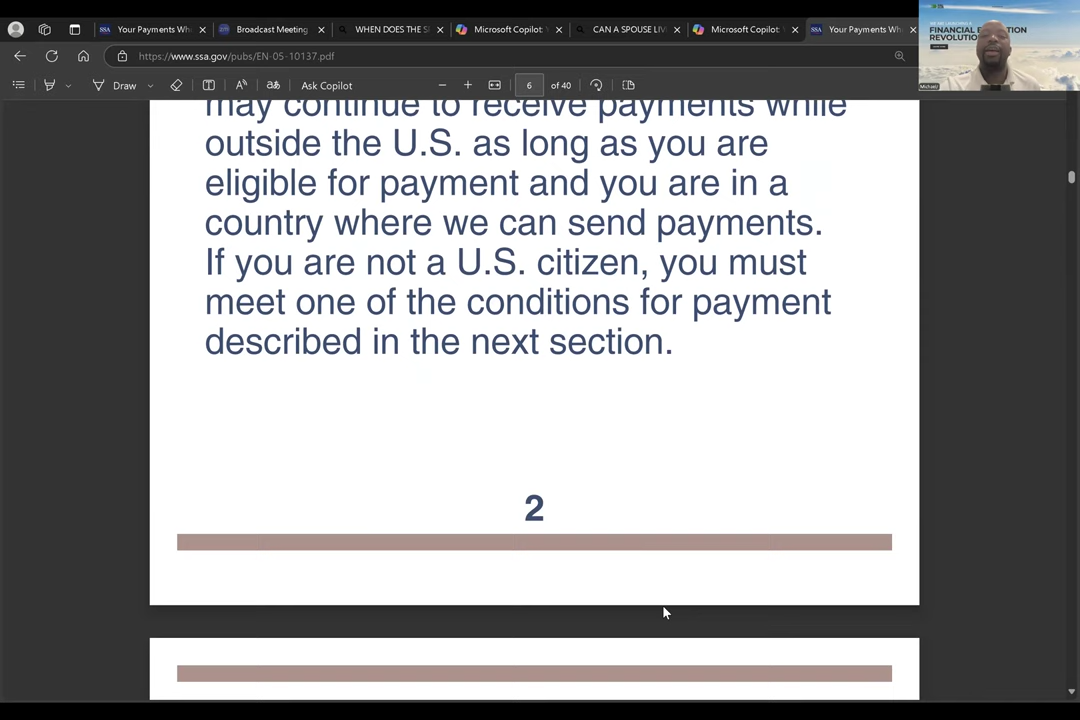 Your Payments Wh
Broadcast Meeting
WHEN DOES THE S
Microsoft Copilot: Y
CAN A SPOUSE LIV
Microsoft Copilot: Y
Your Payments Wh
https://www.ssa.gov/pubs/EN-05-10137.pdf
Draw
aあ
Ask Copilot
6
of 40
FINANCIAL
REVOLUTION
Michael
may continue to receive payments while
outside the U.S. as long as you are
eligible for payment and you are in a
country where we can send payments.
If you are not a U.S. citizen, you must
meet one of the conditions for payment
described in the next section.
2